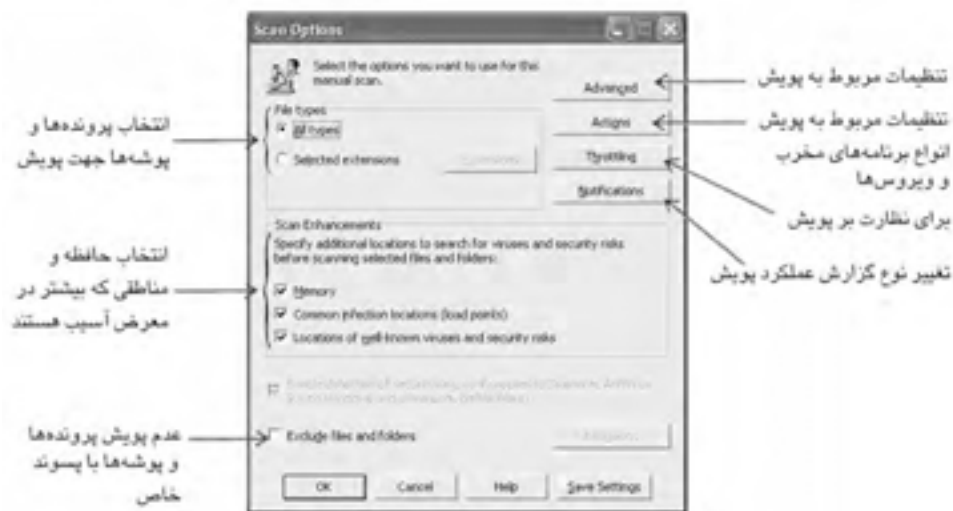 Scan Options
Select the options you want to use for this
manual scan.
Advanced
File types
All types
Actions
Selected extensions
Throttling
Notifications
Scan Enhancements
Specify additional locations to search for viruses and security risks
before scanning selected files and folders:
Memory
Common infection locations (load points)
Locations of well-known viruses and security risks
Exclude files and folders
OK
Cancel
Help
Save Settings
انتخاب پرونده‌ها و
پوشه‌ها جهت پویش
انتخاب حافظه و
مناطقی که بیشتر در
معرض آسیب هستند
عدم پویش پرونده‌ها
و پوشه‌ها با پسوند
خاص
تنظیمات مربوط به پویش
تنظیمات مربوط به پویش
انواع برنامه‌های مخرب
و ویروس‌ها
برای نظارت بر پویش
تغییر نوع گزارش عملکرد پویش